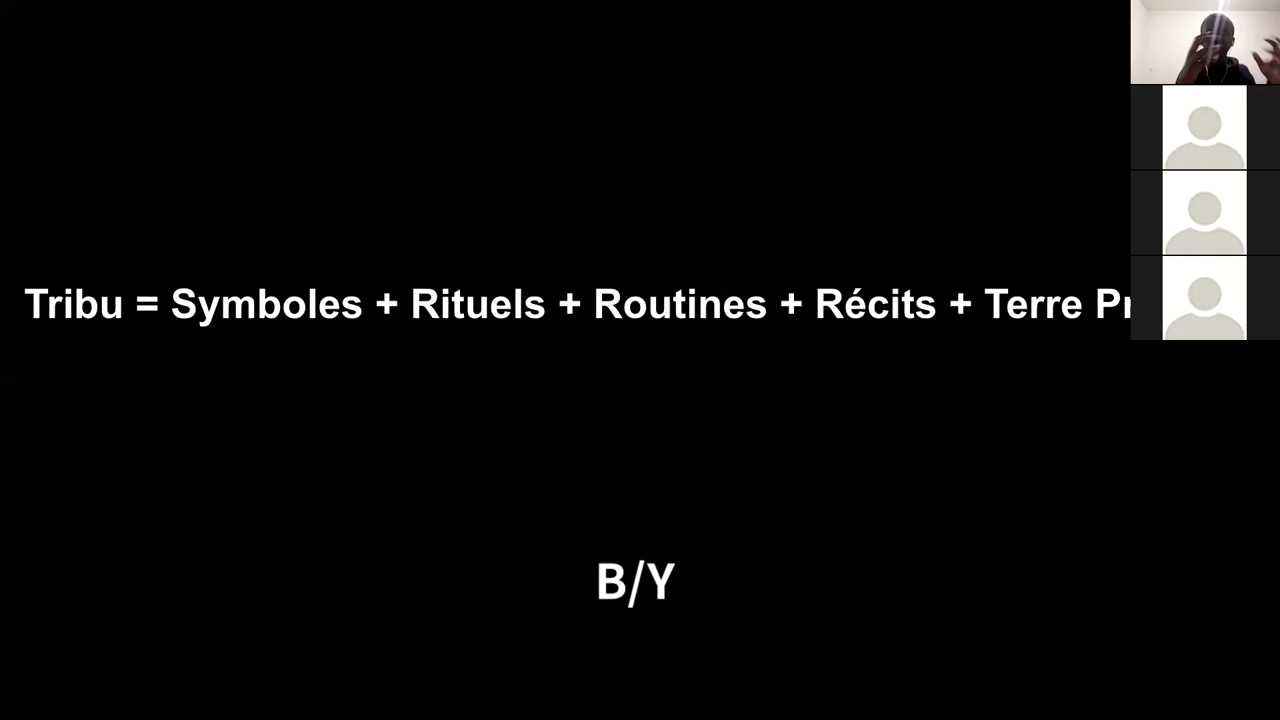 Tribu = Symboles + Rituels + Routines + Récits + Terre
B/Y